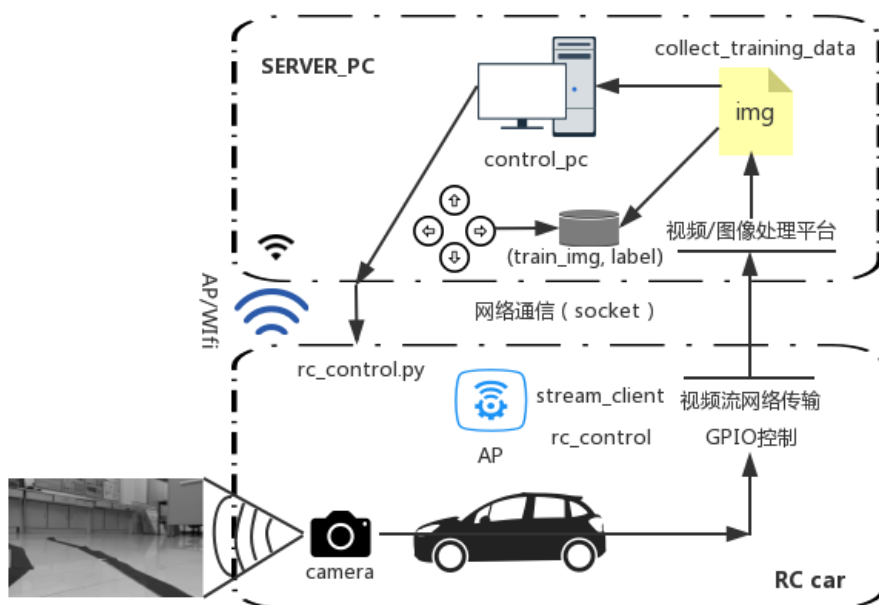 collect_training_data
SERVER_PC
img
control_pc
视频/图像处理平台
(train_img, label)
AP/WIfi
网络通信（socket）
rc_control.py
stream_client
视频流网络传输
rc_control
GPIO控制
AP
camera
RC car